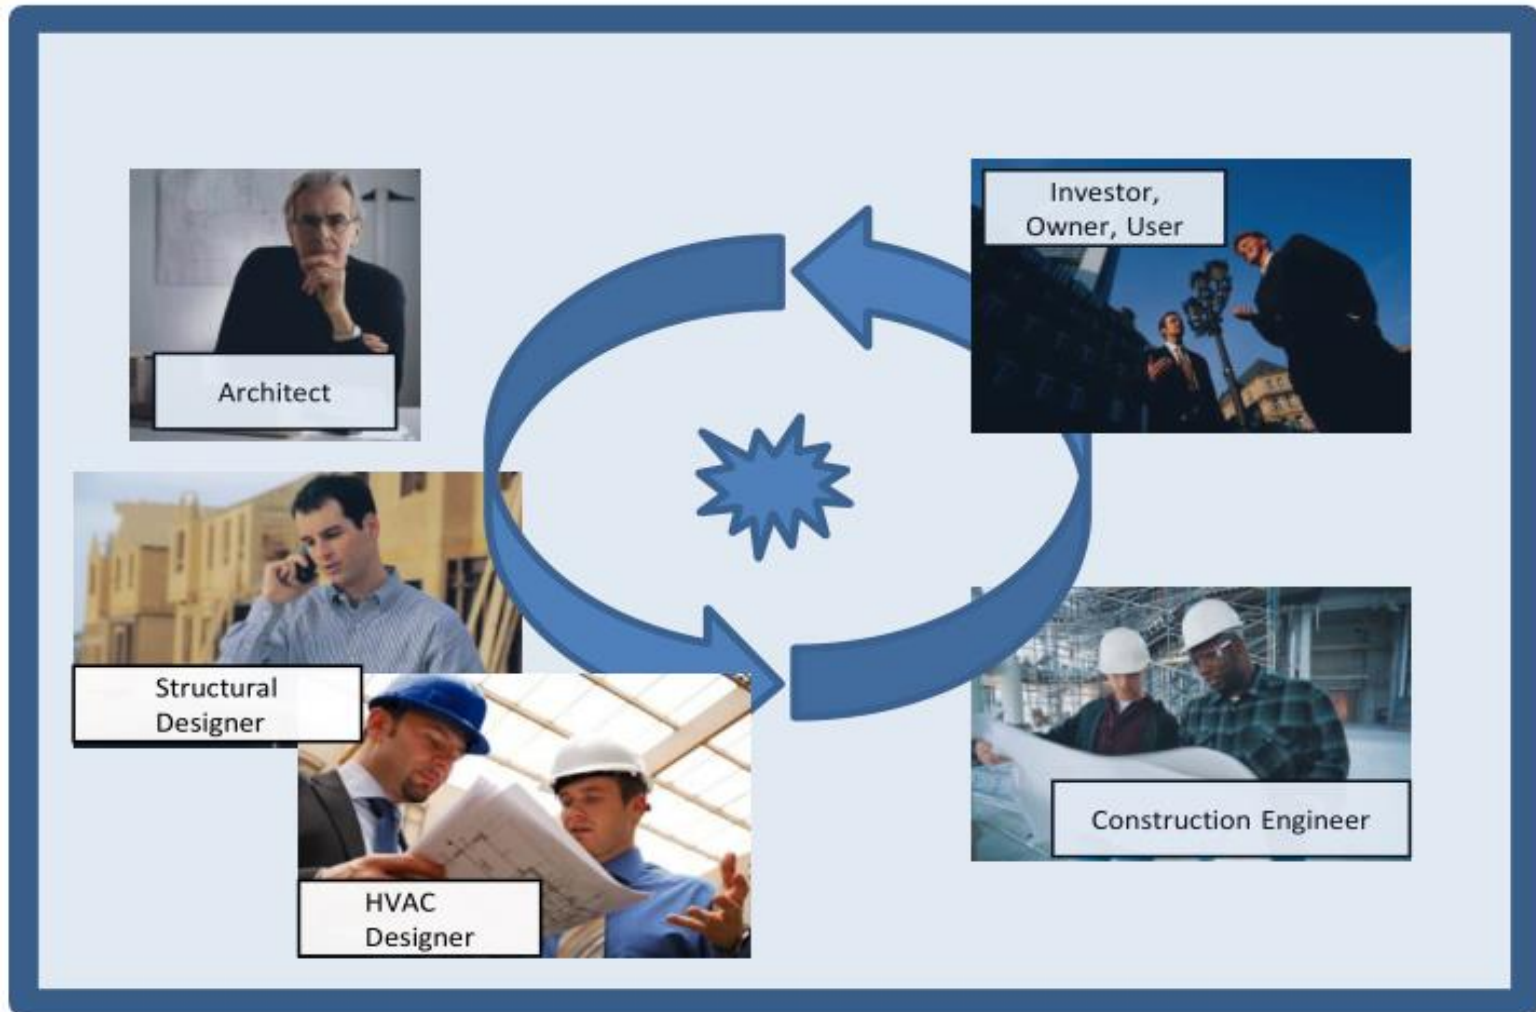 Investor,
Owner, User
Architect
Structural
Designer
HVAC
Designer
Construction Engineer